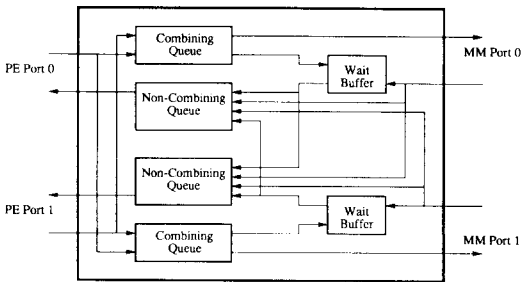 Combining
Queue
MM Port 0
PE Port 0
Wait
Buffer
Non-Combining
Queue
Non-Combining
Queue
PE Port 1
Wait
Buffer
Combining
Queue
MM Port 1